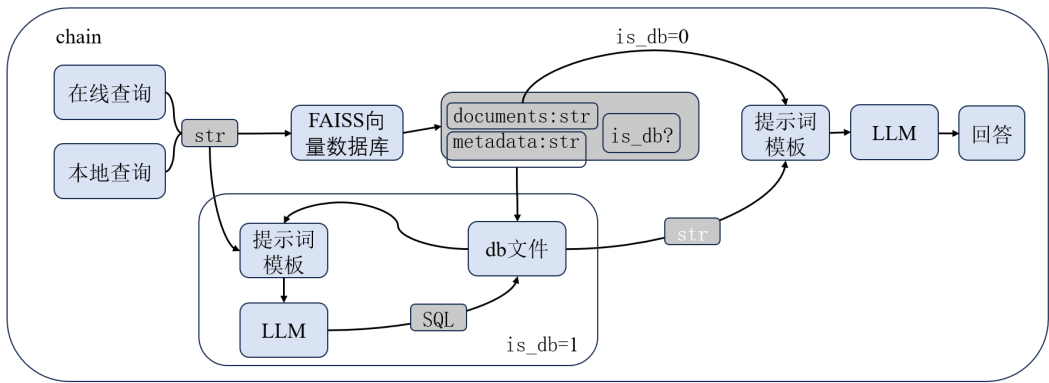 chain
is_db=0
在线查询
本地查询
str
FAISS向
量数据库
documents:str
metadata:str
is_db?
提示词
模板
LLM
回答
提示词
模板
db文件
str
LLM
SQL
is_db=1